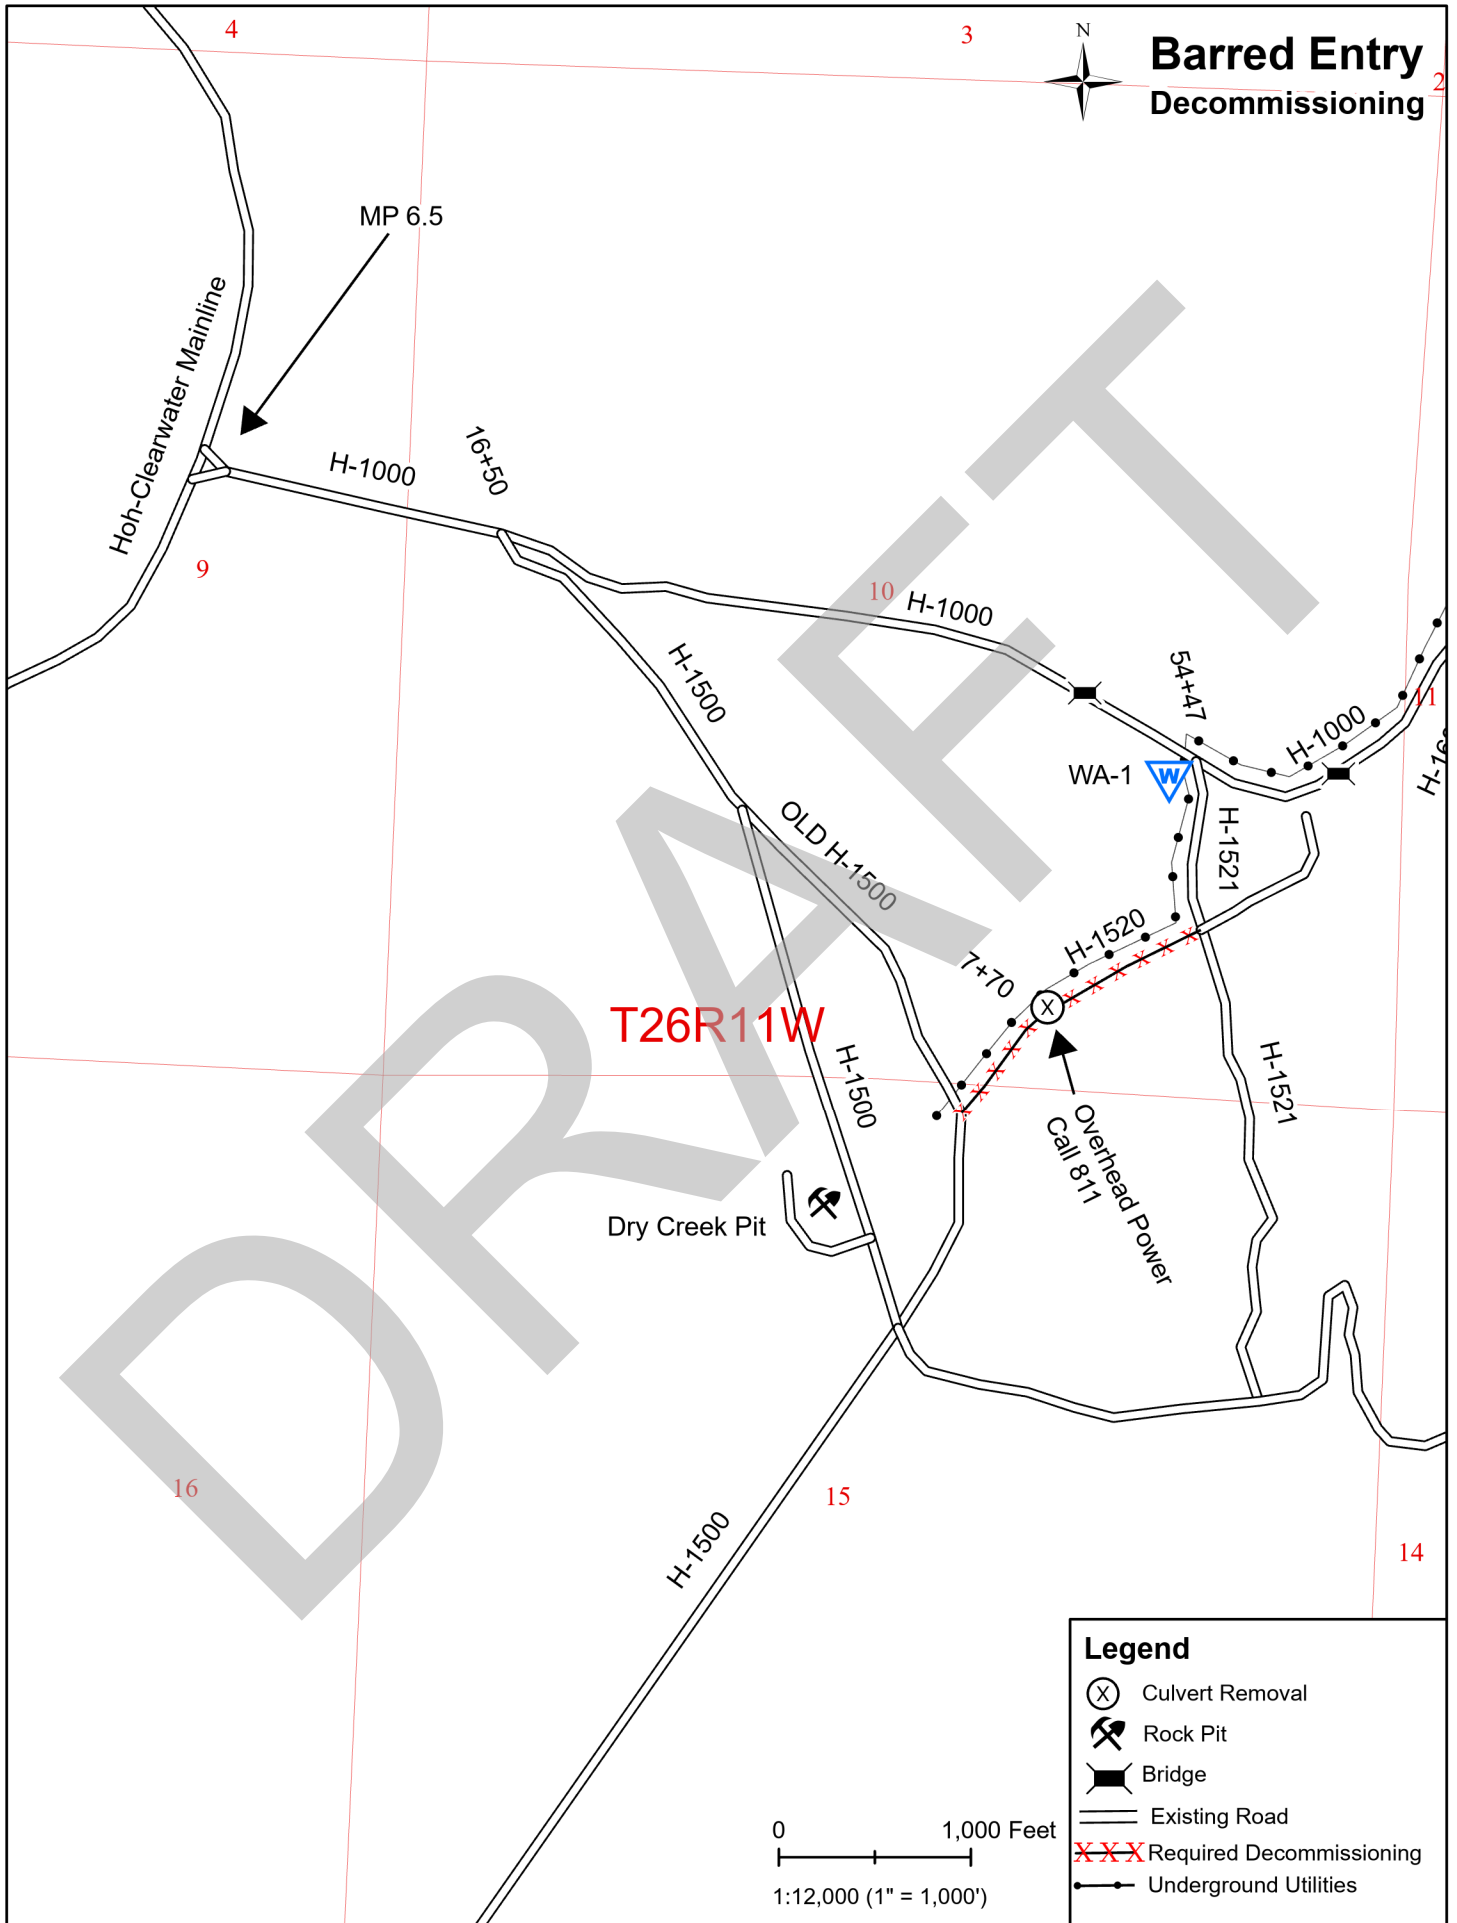 4
3
N
Barred Entry
2
Decommissioning
MP 6.5
Hoh-Clearwater Mainline
H-1000
16+50
9
10
H-1000
H-1500
54+47
11
H-1000
WA-1
W
H-1521
OLD H-1500
H-1520
7+70
X
T26R11W
H-1500
H-1521
Overhead Power
Call 811
Dry Creek Pit
16
15
H-1500
14
DRAFT
Legend
X Culvert Removal
Rock Pit
Bridge
Existing Road
X X X Required Decommissioning
Underground Utilities
0 1,000 Feet
1:12,000 (1" = 1,000')